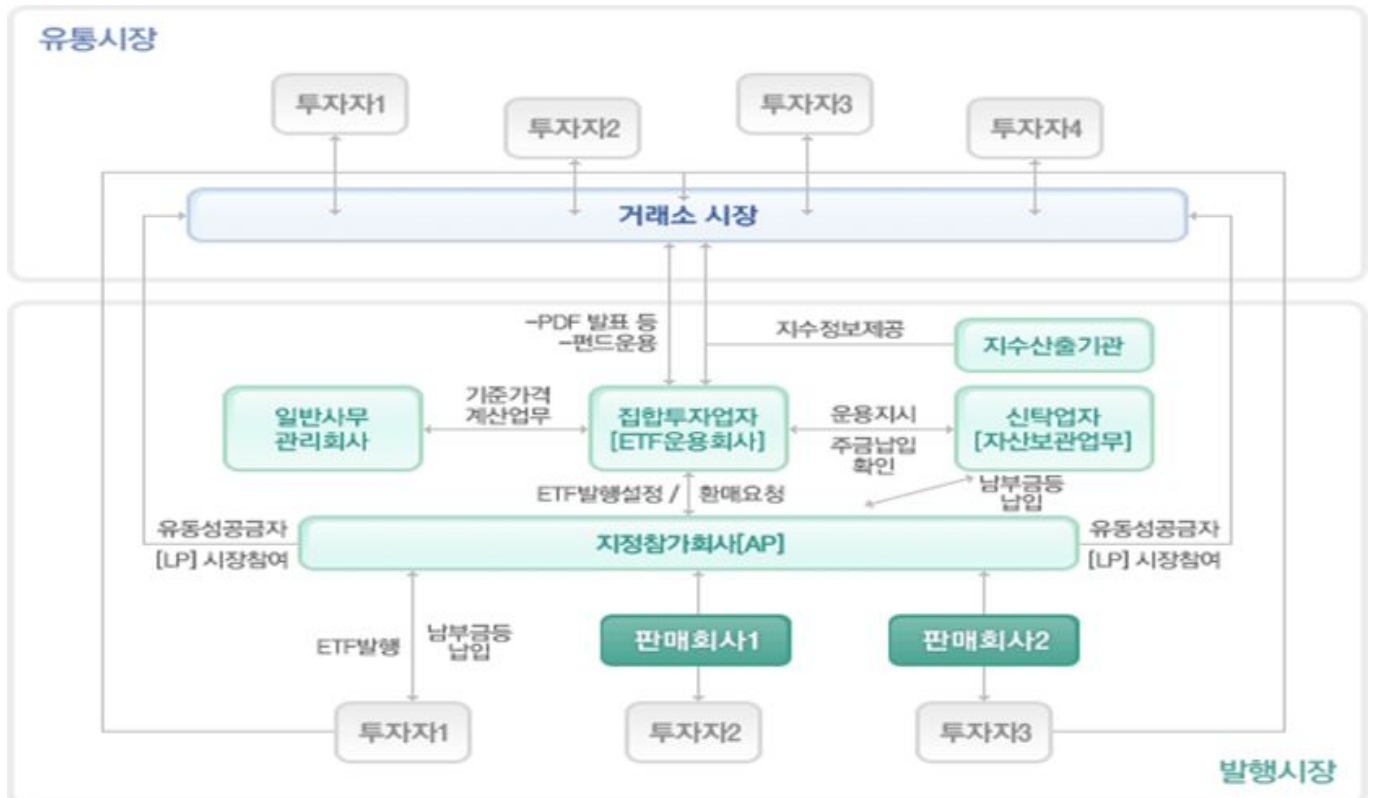 유통시장
투자자1
투자자2
투자자3
투자자4
거래소 시장
-PDF 발표 등
-펀드운용
지수정보제공
지수산출기관
일반사무
관리회사
기준가격
계산업무
집합투자업자
[ETF운용회사]
운용지시
주금납입
확인
신탁업자
[자산보관업무]
ETF발행설정 / 환매요청
남부금등
납입
유동성공급자
[LP] 시장참여
지정참가회사[AP]
유동성공급자
[LP] 시장참여
ETF발행
남부금등
납입
판매회사1
판매회사2
투자자1
투자자2
투자자3
발행시장